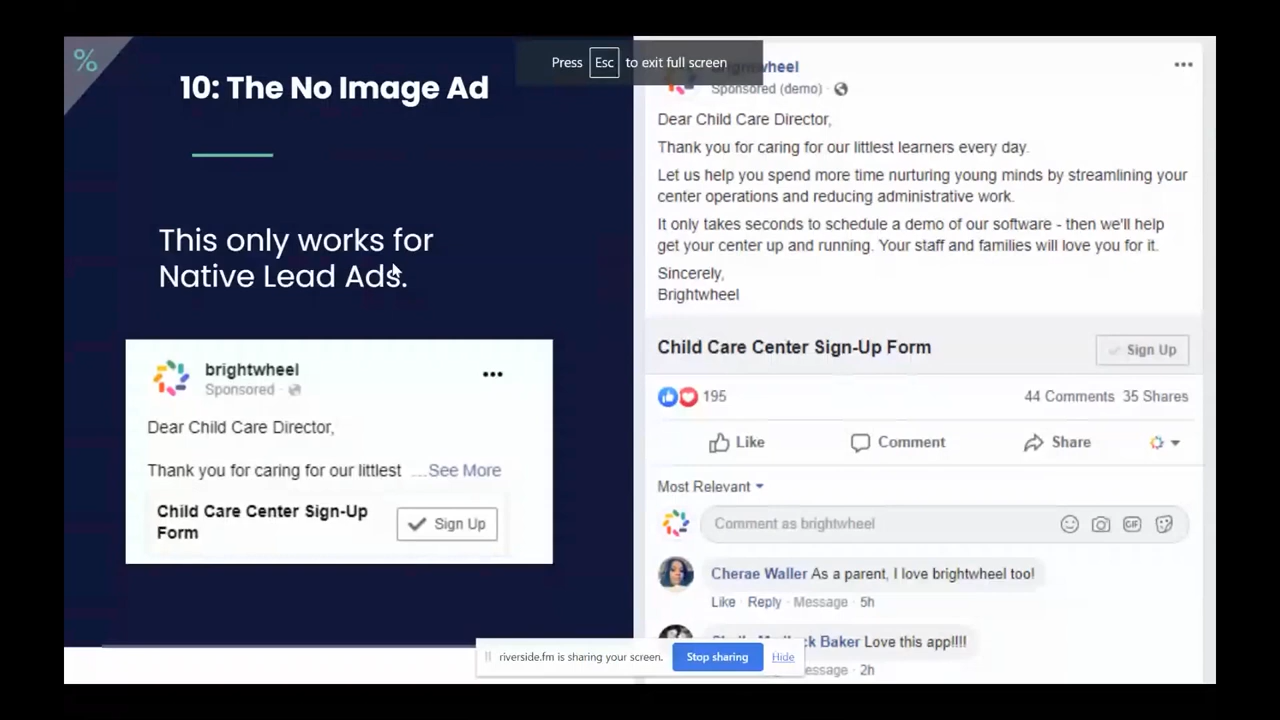 %
10: The No Image Ad
This only works for
Native Lead Ads.
brightwheel
Sponsored
Dear Child Care Director,
Thank you for caring for our littlest ....See More
Child Care Center Sign-Up
Form
Sign Up
Press Esc to exit full screen
Sponsored (demo)
Dear Child Care Director,
Thank you for caring for our littlest learners every day.
Let us help you spend more time nurturing young minds by streamlining your
center operations and reducing administrative work.
It only takes seconds to schedule a demo of our software - then we'll help
get your center up and running. Your staff and families will love you for it.
Sincerely,
Brightwheel
Child Care Center Sign-Up Form
Sign Up
195
44 Comments 35 Shares
Like
Comment
Share
Most Relevant
Comment as brightwheel
GIF
Cherae Waller As a parent, I love brightwheel too!
Like · Reply · Message · 5h
Baker Love this app!!!!
2h
riverside.fm is sharing your screen.
Stop sharing
Hide